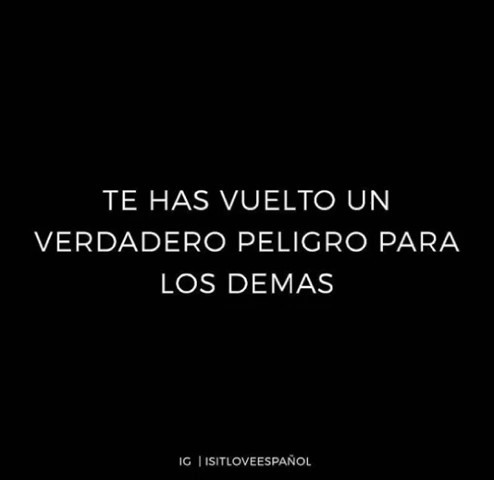 TE HAS VUELTO UN
VERDADERO PELIGRO PARA
LOS DEMAS
IG | ISITLOVEESPAÑOL